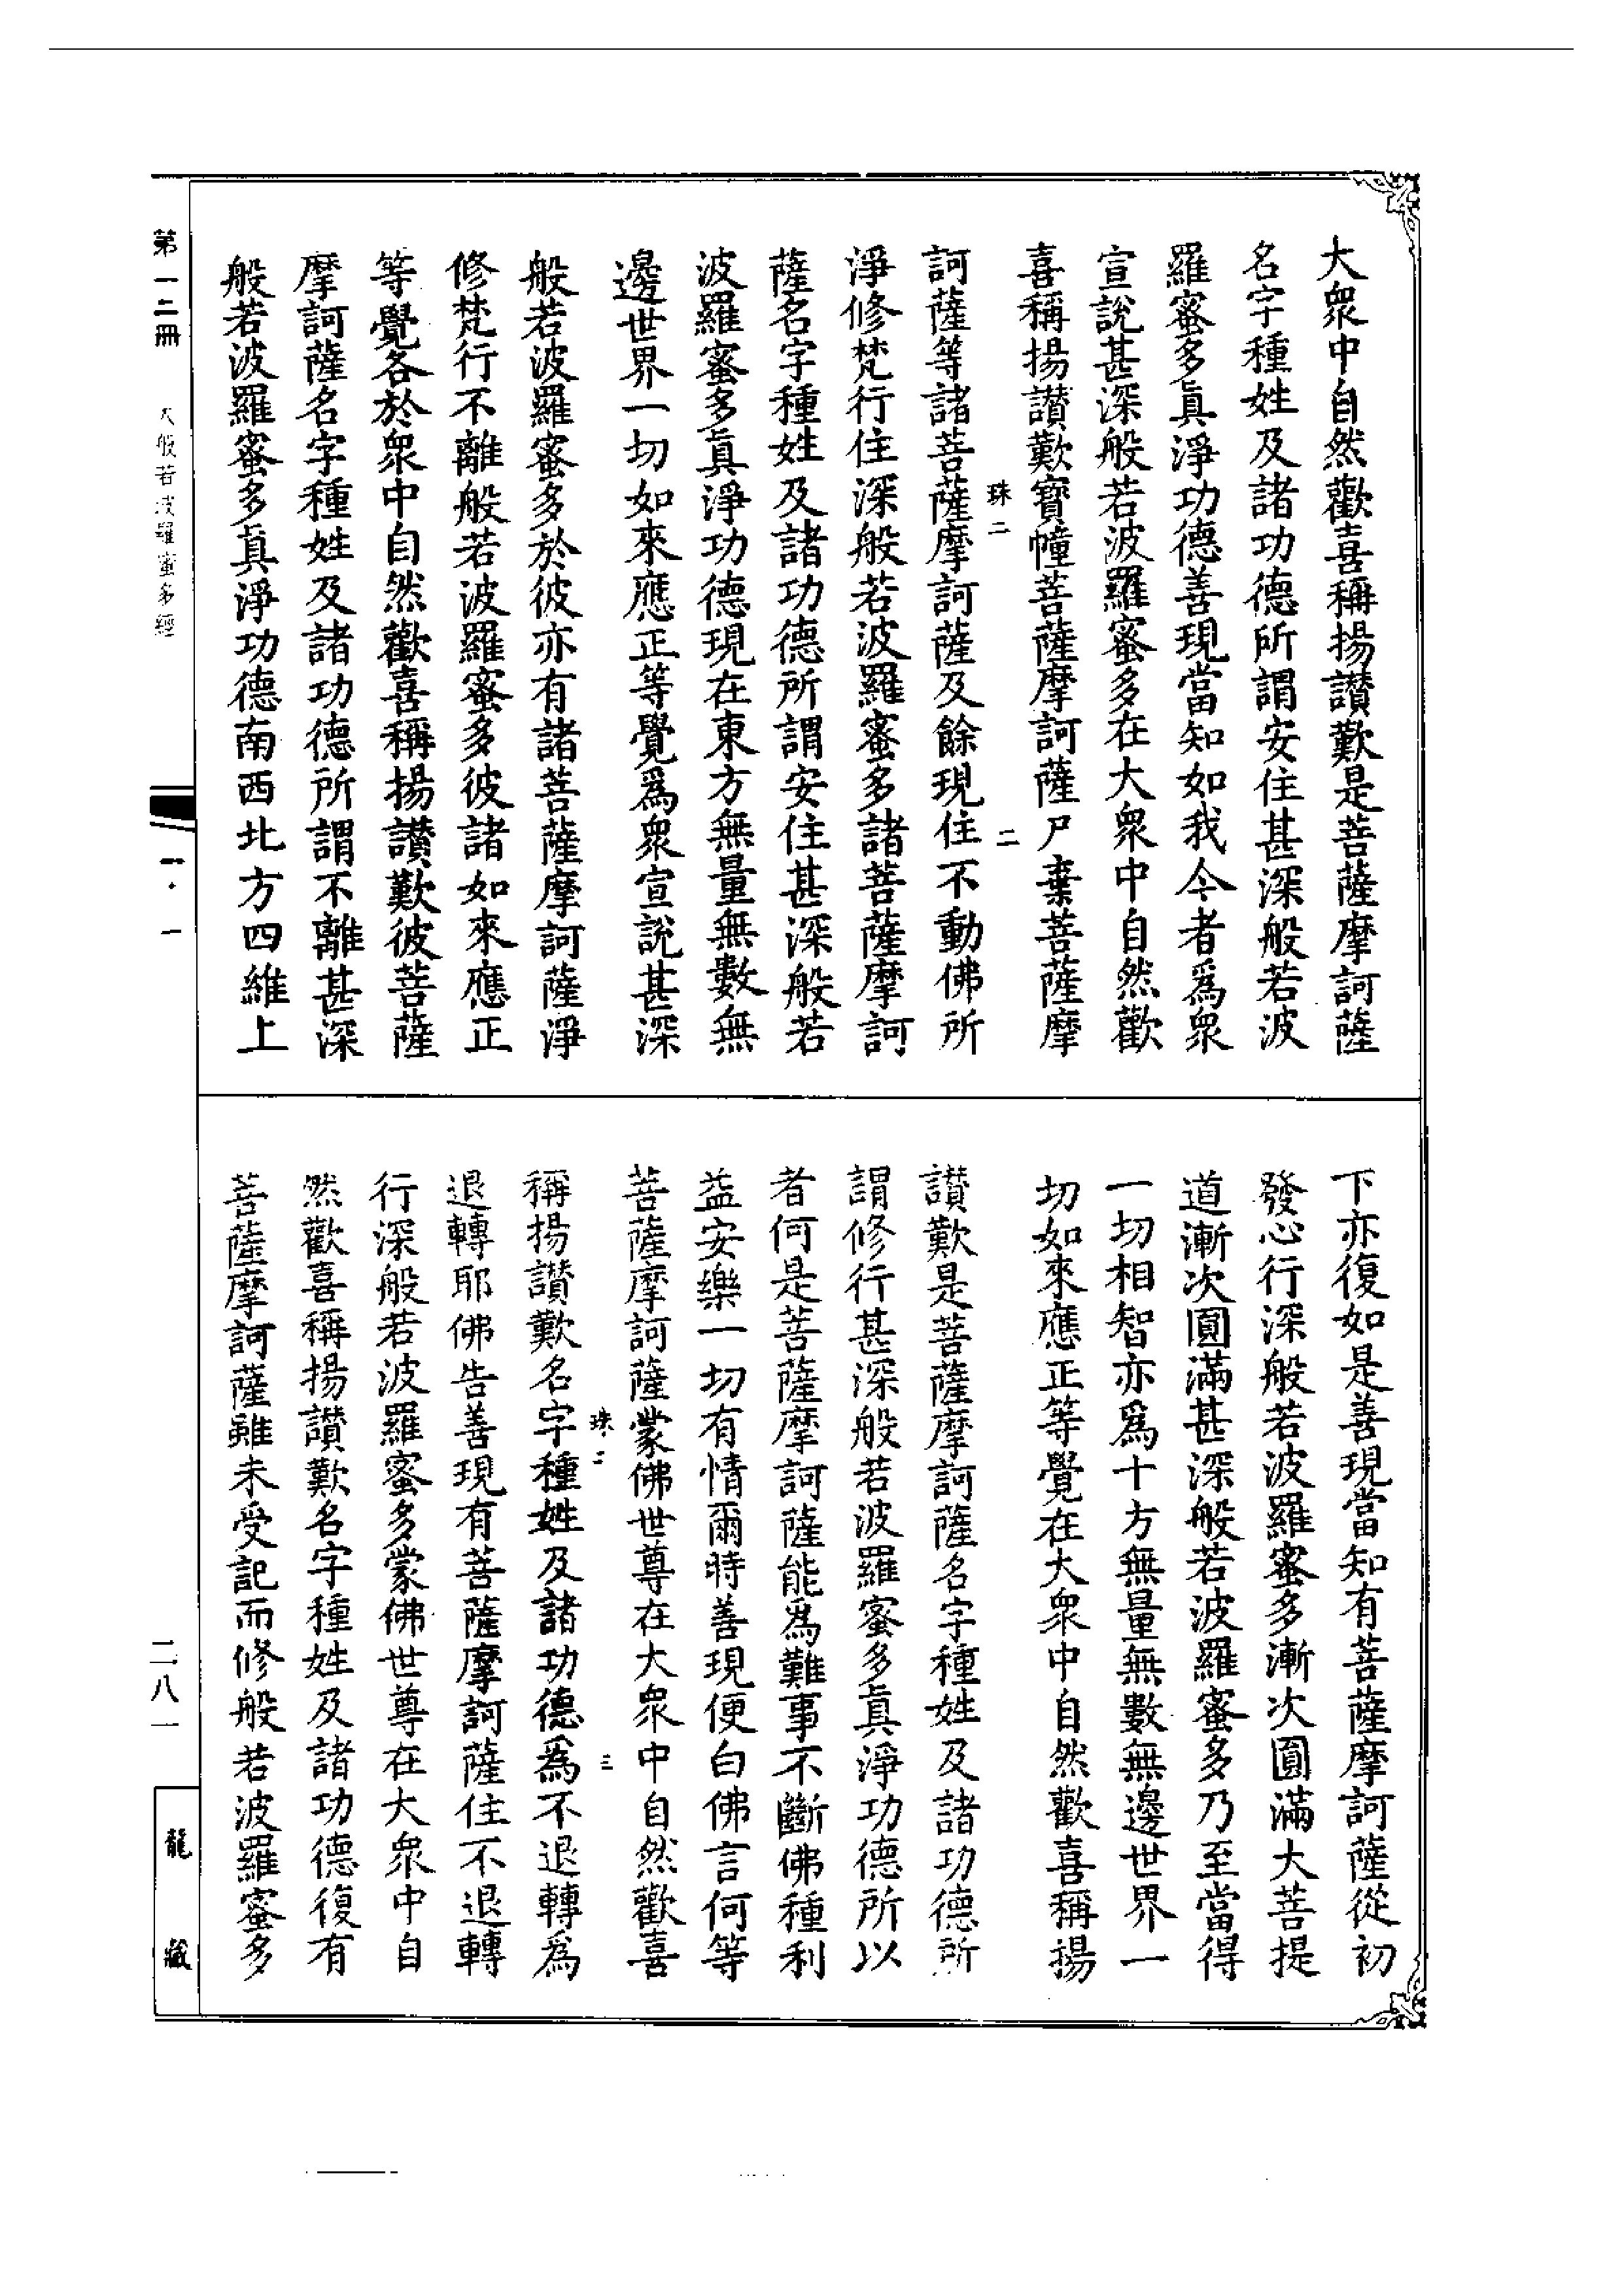 大衆中自然歡喜稱揚讃歎是菩薩摩訶薩
名字種姓及諸功德所謂安住甚深般若波
羅蜜多真淨功德善現當知如我今者爲衆
宣說甚深般若波羅蜜多在大衆中自然歡
喜稱揚讃歎寶幢菩薩摩訶薩尸棄菩薩摩
珠二
二
訶薩等諸菩薩摩訶薩及餘現住不動佛所
淨修梵行住深般若波羅蜜多諸菩薩摩訶
薩名字種姓及諸功德所謂安住甚深般若
波羅蜜多真淨功德現在東方無量無數無
邊世界一切如來應正等覺爲衆宣說甚深
般若波羅蜜多於彼亦有諸菩薩摩訶薩淨
修梵行不離般若波羅蜜多彼諸如來應正
等覺各於衆中自然歡喜稱揚讃歎彼菩薩
摩訶薩名字種姓及諸功德所謂不離甚深
般若波羅蜜多真淨功德南西北方四維上
下亦復如是善現當知有菩薩摩訶薩從初
發心行深般若波羅蜜多漸次圓滿大菩提
道漸次圓滿甚深般若波羅蜜多乃至當得
一切相智亦爲十方無量無數無邊世界一
切如來應正等覺在大衆中自然歡喜稱揚
讃歎是菩薩摩訶薩名字種姓及諸功德所
謂修行甚深般若波羅蜜多真淨功德所以
者何是菩薩摩訶薩能爲難事不斷佛種利
益安樂一切有情爾時善現便白佛言何等
菩薩摩訶薩蒙佛世尊在大衆中自然歡喜
珠二
三
稱揚讃歎名字種姓及諸功德爲不退轉爲
退轉耶佛告善現有菩薩摩訶薩住不退轉
行深般若波羅蜜多蒙佛世尊在大衆中自
然歡喜稱揚讃歎名字種姓及諸功德復有
菩薩摩訶薩雖未受記而修般若波羅蜜多
第一二冊
大般若波羅蜜多經
二八一
龍藏